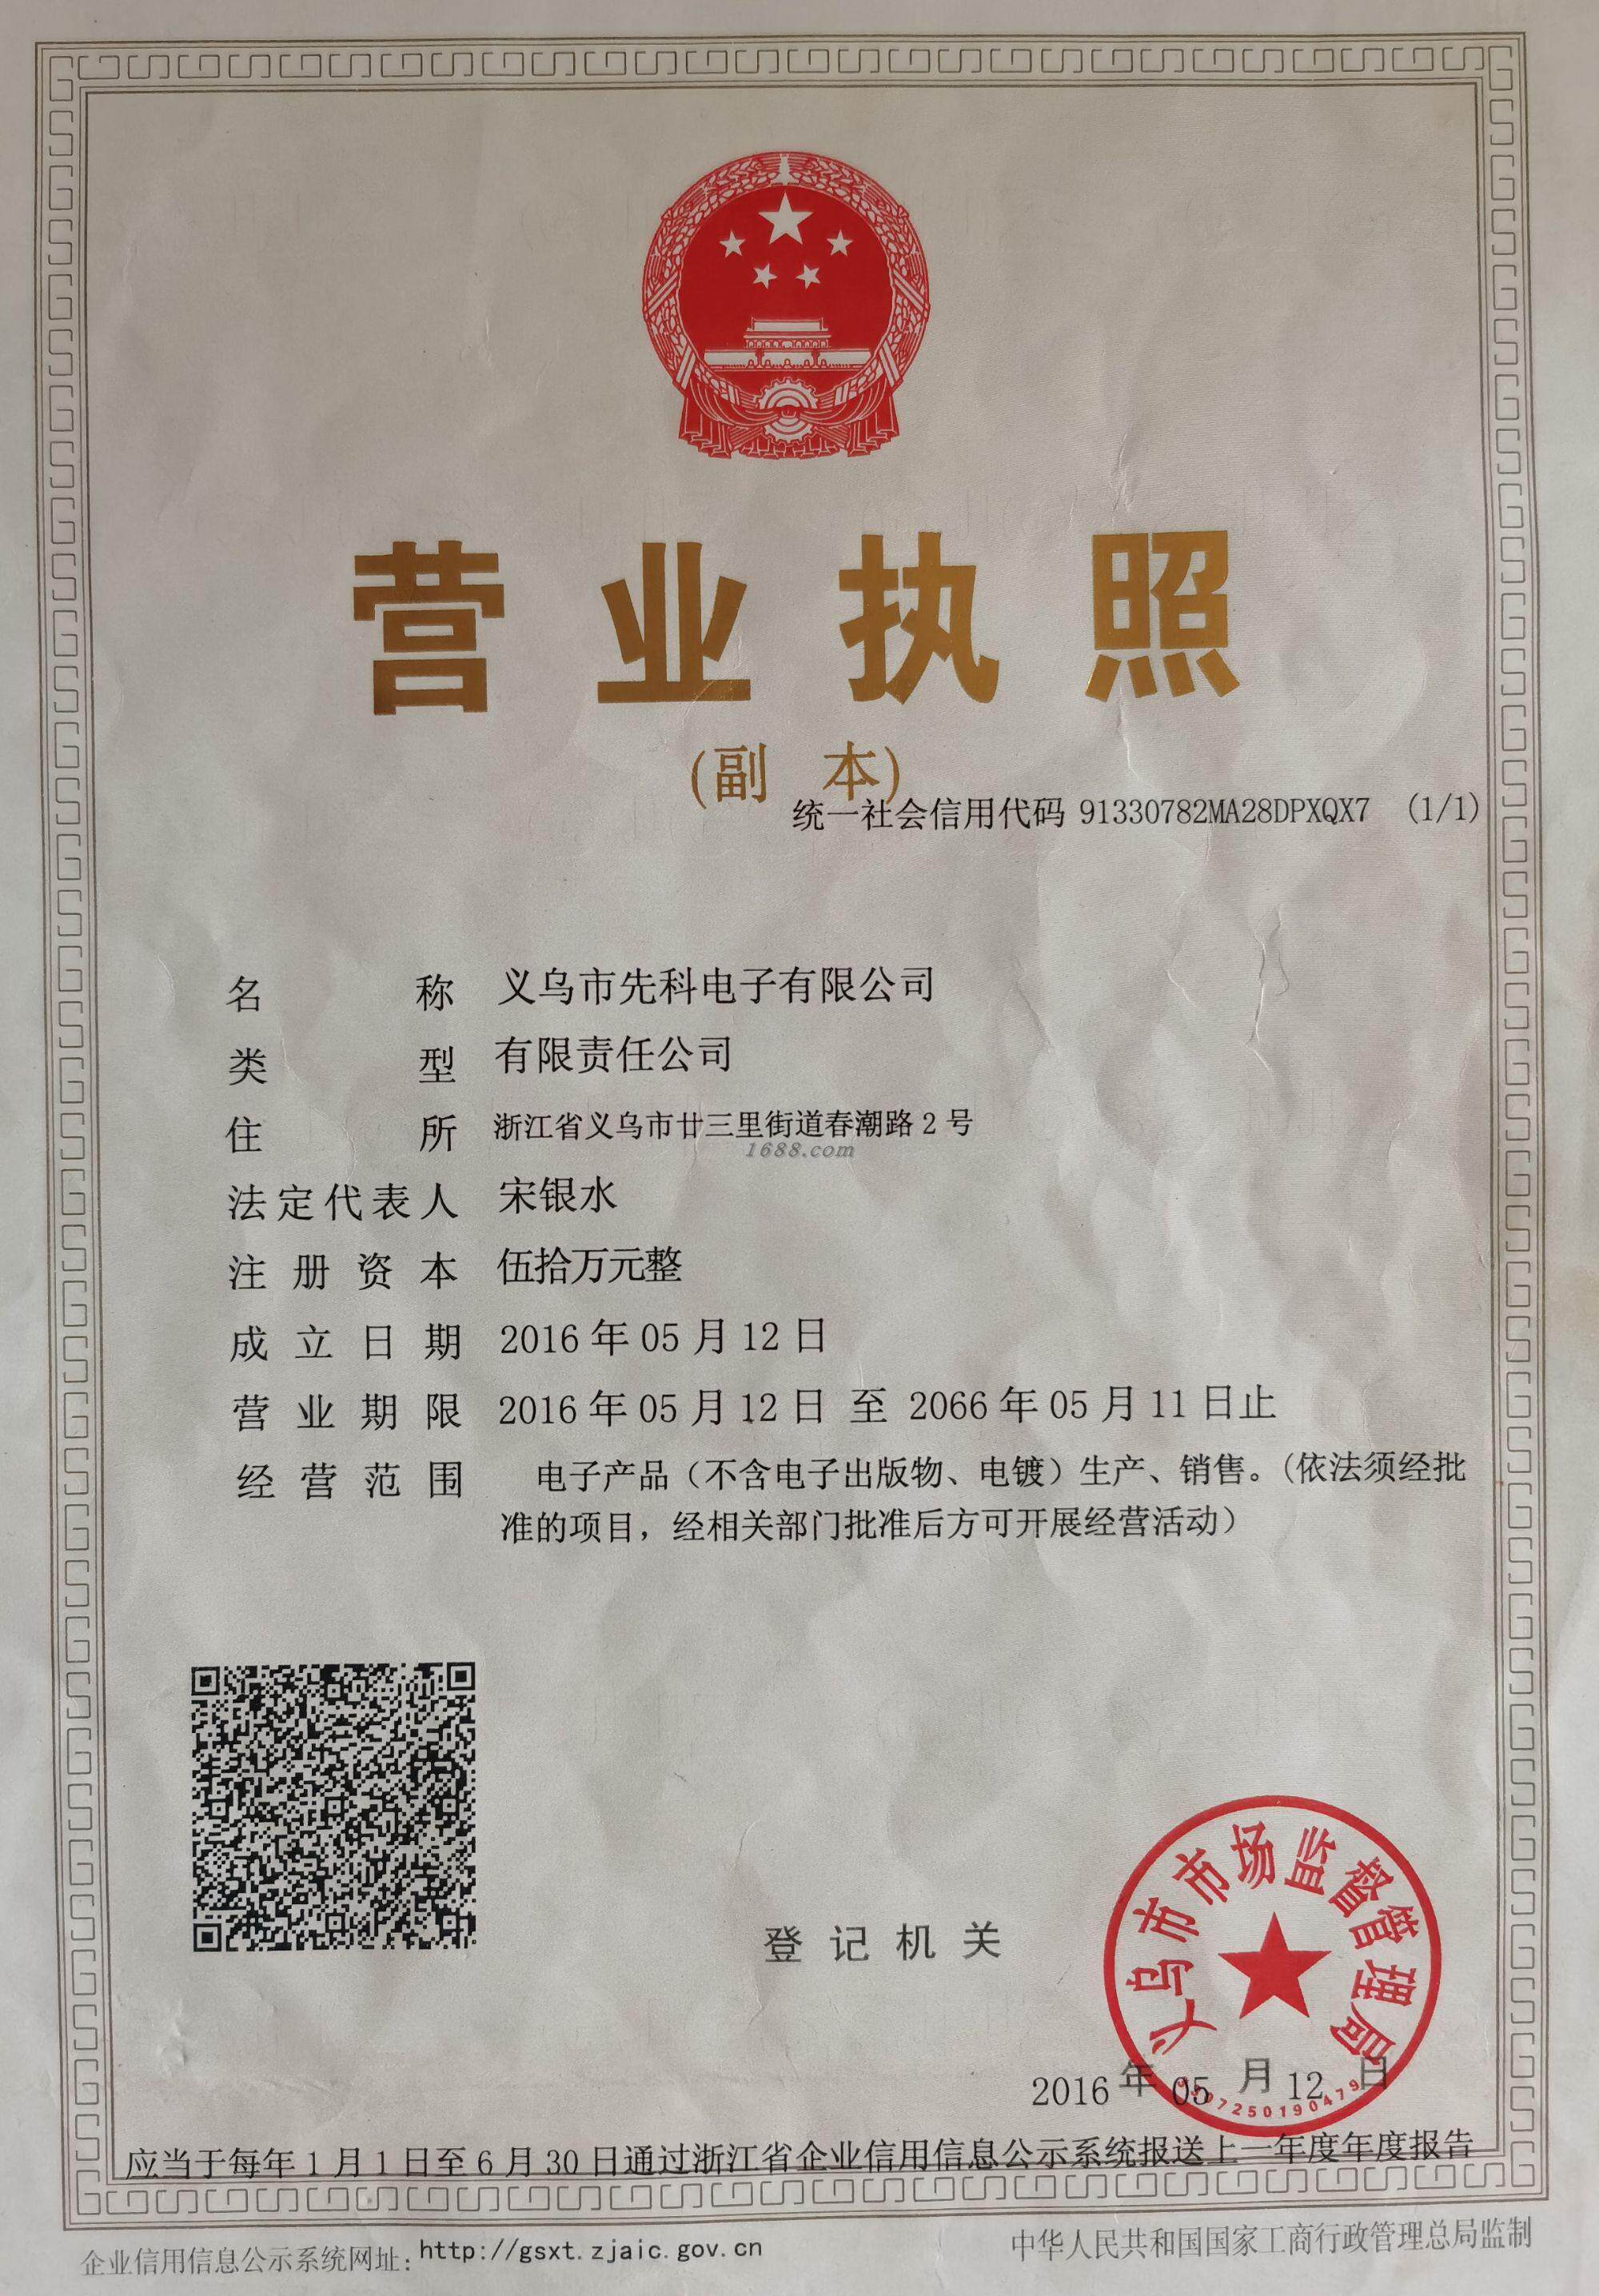 营业执照
(副 本)
统一社会信用代码 91330782MA28DPXQX7 (1/1)
名称 义乌市先科电子有限公司
类型 有限责任公司
住所 浙江省义乌市廿三里街道春潮路2号
1688.com
法定代表人 宋银水
注册资本 伍拾万元整
成立日期 2016年05月12日
营业期限 2016年05月12日 至 2066年05月11日止
经营范围 电子产品（不含电子出版物、电镀）生产、销售。（依法须经批
准的项目，经相关部门批准后方可开展经营活动）
登记机关
义乌市市场监督管理局
2016年05月12日
应当于每年1月1日至6月30日通过浙江省企业信用信息公示系统报送上一年度年度报告
企业信用信息公示系统网址：http://gsxt.zjaic.gov.cn
中华人民共和国国家工商行政管理总局监制